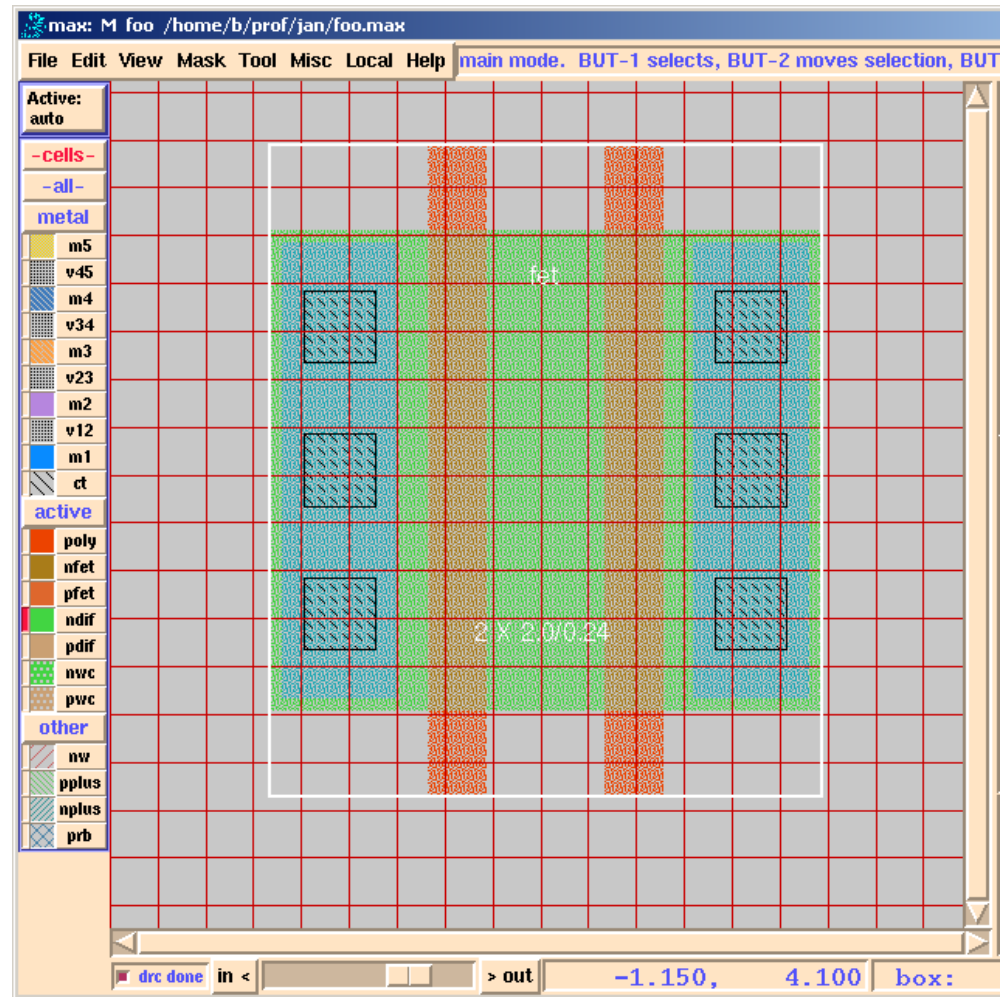 max: M foo /home/b/prof/jan/foo.max
File Edit View Mask Tool Misc Local Help main mode. BUT-1 selects, BUT-2 moves selection, BUT
Active:
auto
-cells-
-all-
metal
m5
v45
m4
v34
m3
v23
m2
v12
m1
ct
active
poly
nfet
pfet
ndif
pdif
nwc
pwc
other
nw
pplus
nplus
prb
fet
2 X 2.0/0.24
drc done in < > out -1.150, 4.100 box: